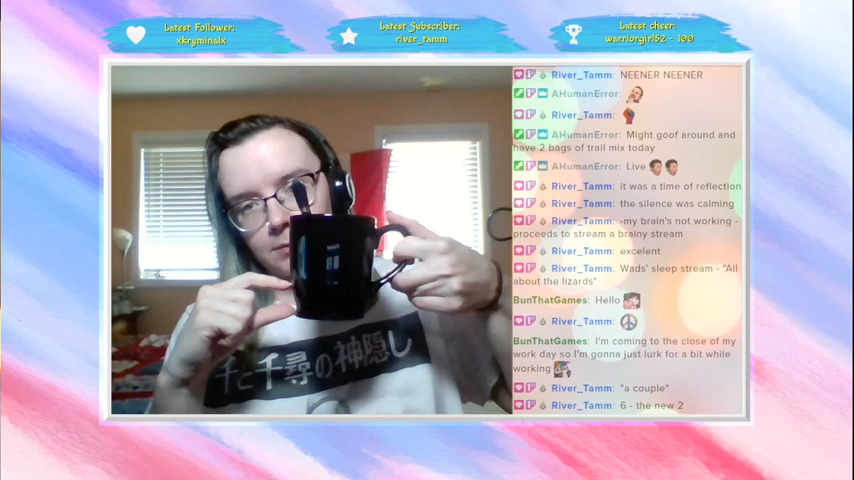 Latest Follower:
xkryminalx
Latest Subscriber:
river_tamm
Latest cheer:
warriorgirl52 - 100
River_Tamm: NEENER NEENER
AHumanError:
River_Tamm:
AHumanError: Might goof around and
have 2 bags of trail mix today
AHumanError: Live
River_Tamm: it was a time of reflection
River_Tamm: the silence was calming
River_Tamm: -my brain's not working -
proceeds to stream a brainy stream
River_Tamm: excelent
River_Tamm: Wads' sleep stream - "All
about the lizards"
BunThatGames: Hello
River_Tamm:
BunThatGames: I'm coming to the close of my
work day so I'm gonna just lurk for a bit while
working
River_Tamm: "a couple"
River_Tamm: 6 - the new 2
千と千尋の神隠し